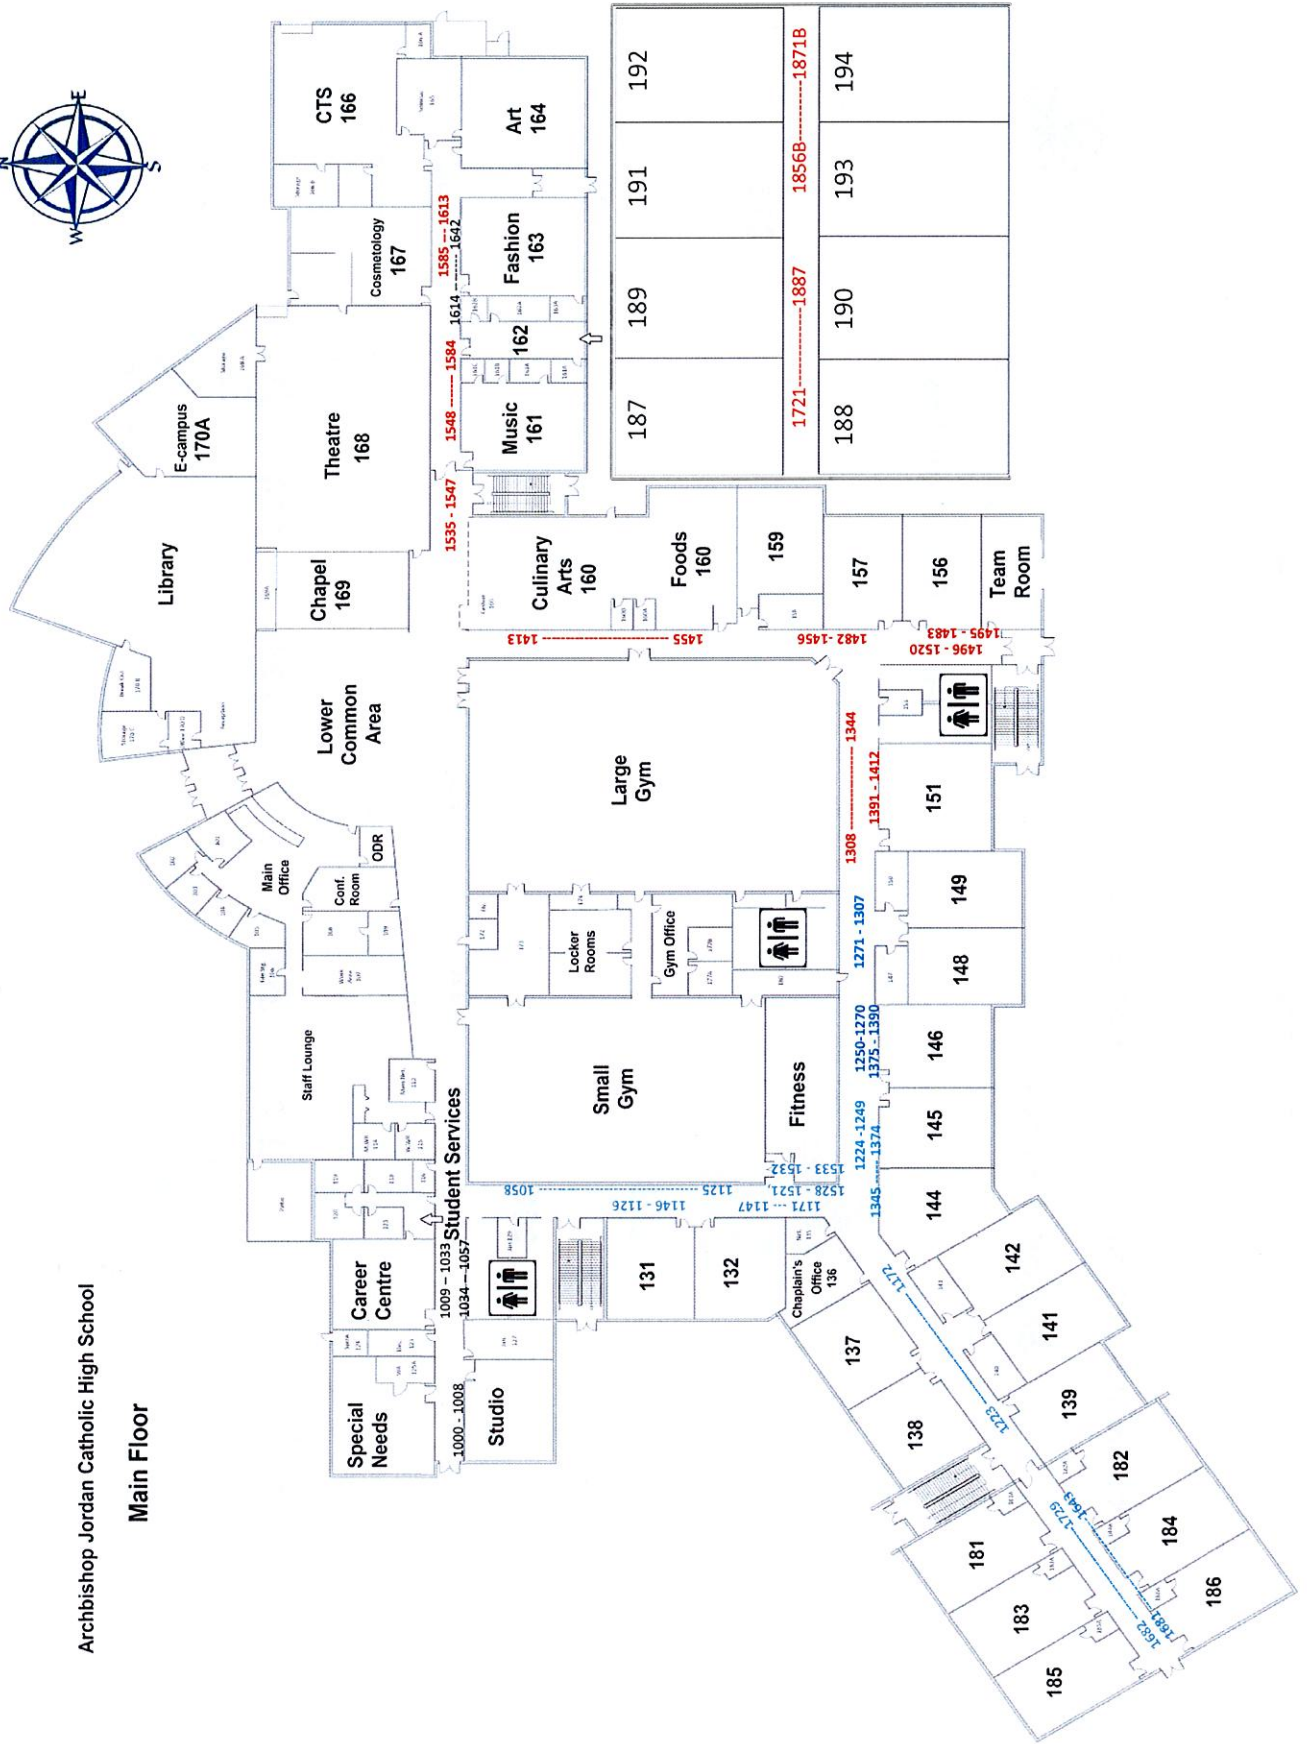 Archbishop Jordan Catholic High School
Main Floor
N
E
S
W
CTS
166
Art
164
Cosmetology
167
Fashion
163
1585 --- 1613
1614 ------ 1642
162
1548 ------- 1584
Music
161
1535 - 1547
E-campus
170A
Theatre
168
Library
Chapel
169
Lower
Common
Area
192
191
189
187
1856B----------1871B
1721------------1887
194
193
190
188
Culinary
Arts
160
Foods
160
159
157
156
Team
Room
1413 ---------------------- 1455
1482 - 1456
1495 - 1483
1496 - 1520
Large
Gym
1308 ------------------- 1344
1391 - 1412
151
149
148
146
145
144
1271 - 1307
1250-1270
1375 - 1390
1224 -1249
1345 ----- 1374
Main
Office
Conf.
Room
ODR
Locker
Rooms
Gym Office
Staff Lounge
Small
Gym
Fitness
Student Services
1058 ------------------------- 1125
1146 - 1126
1171 --- 1147
1528 - 1521,
1533 - 1532
1009 – 1033
1034 – 1057
1000 - 1008
Career
Centre
Special
Needs
Studio
131
132
Chaplain's
Office
136
137
138
142
141
139
1172
1223
182
184
186
181
183
185
1729
1643
1682
1681